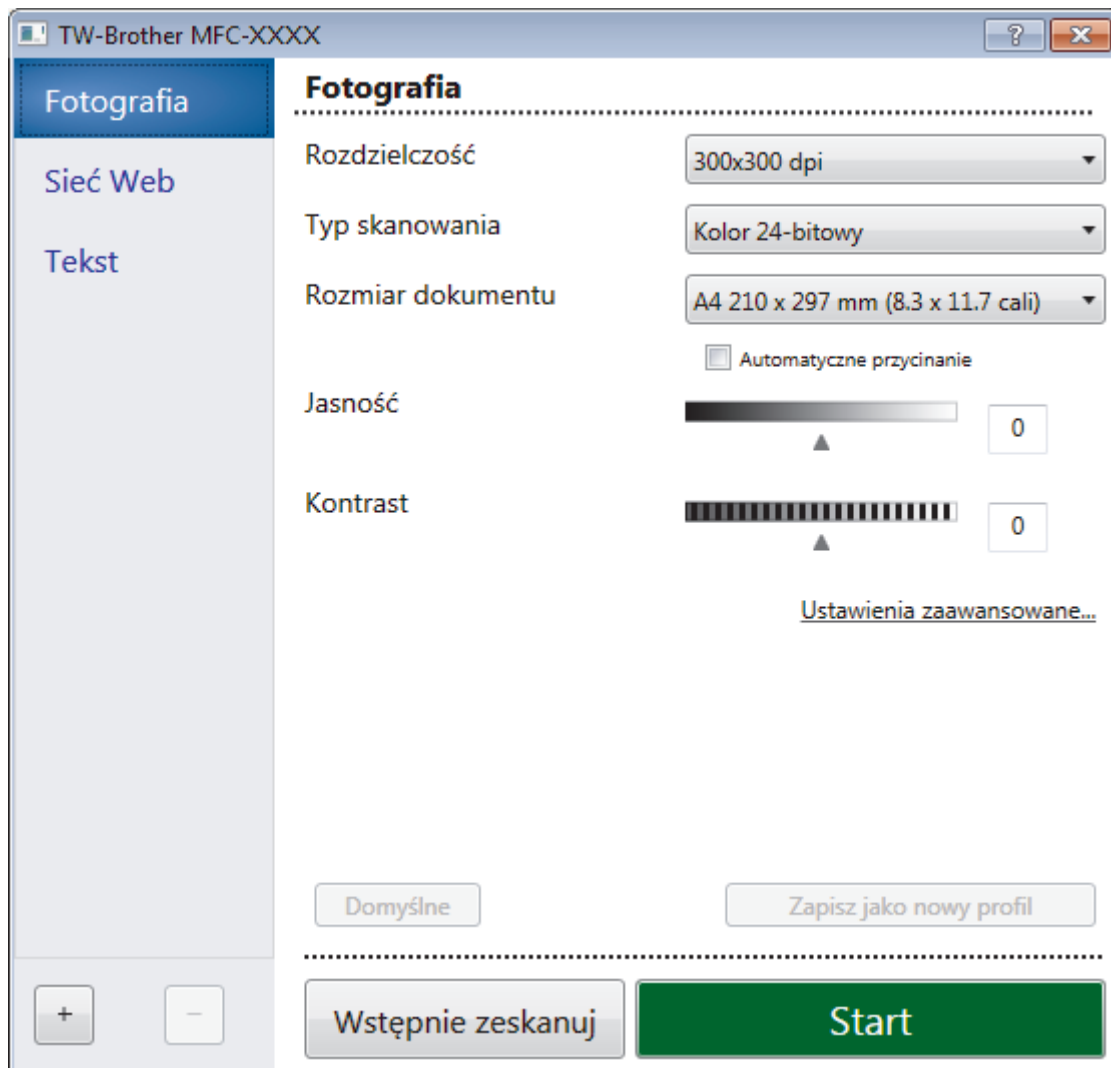 TW-Brother MFC-XXXX
?
Fotografia
Sieć Web
Tekst
Fotografia
Rozdzielczość
300x300 dpi
Typ skanowania
Kolor 24-bitowy
Rozmiar dokumentu
A4 210 x 297 mm (8.3 x 11.7 cali)
Automatyczne przycinanie
Jasność
0
Kontrast
0
Ustawienia zaawansowane...
Domyślne
Zapisz jako nowy profil
+
−
Wstępnie zeskanuj
Start